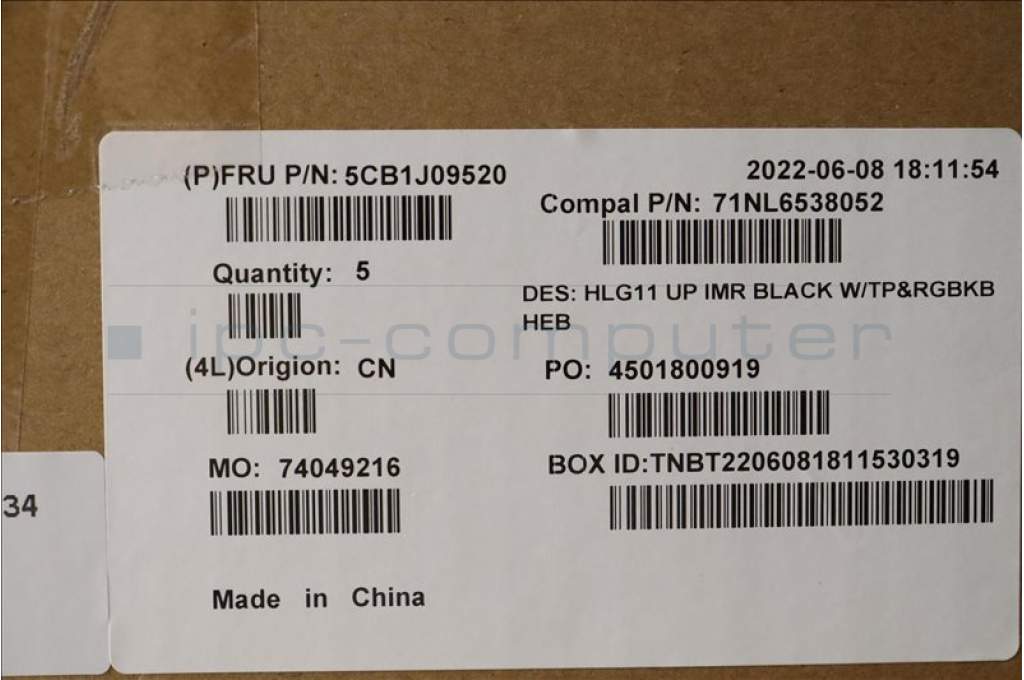 (P)FRU P/N: 5CB1J09520
2022-06-08 18:11:54
Compal P/N: 71NL6538052
Quantity: 5
DES: HLG11 UP IMR BLACK W/TP&RGBKB
HEB
ipc-computer
(4L)Origion: CN
PO: 4501800919
MO: 74049216
BOX ID:TNBT2206081811530319
34
Made in China